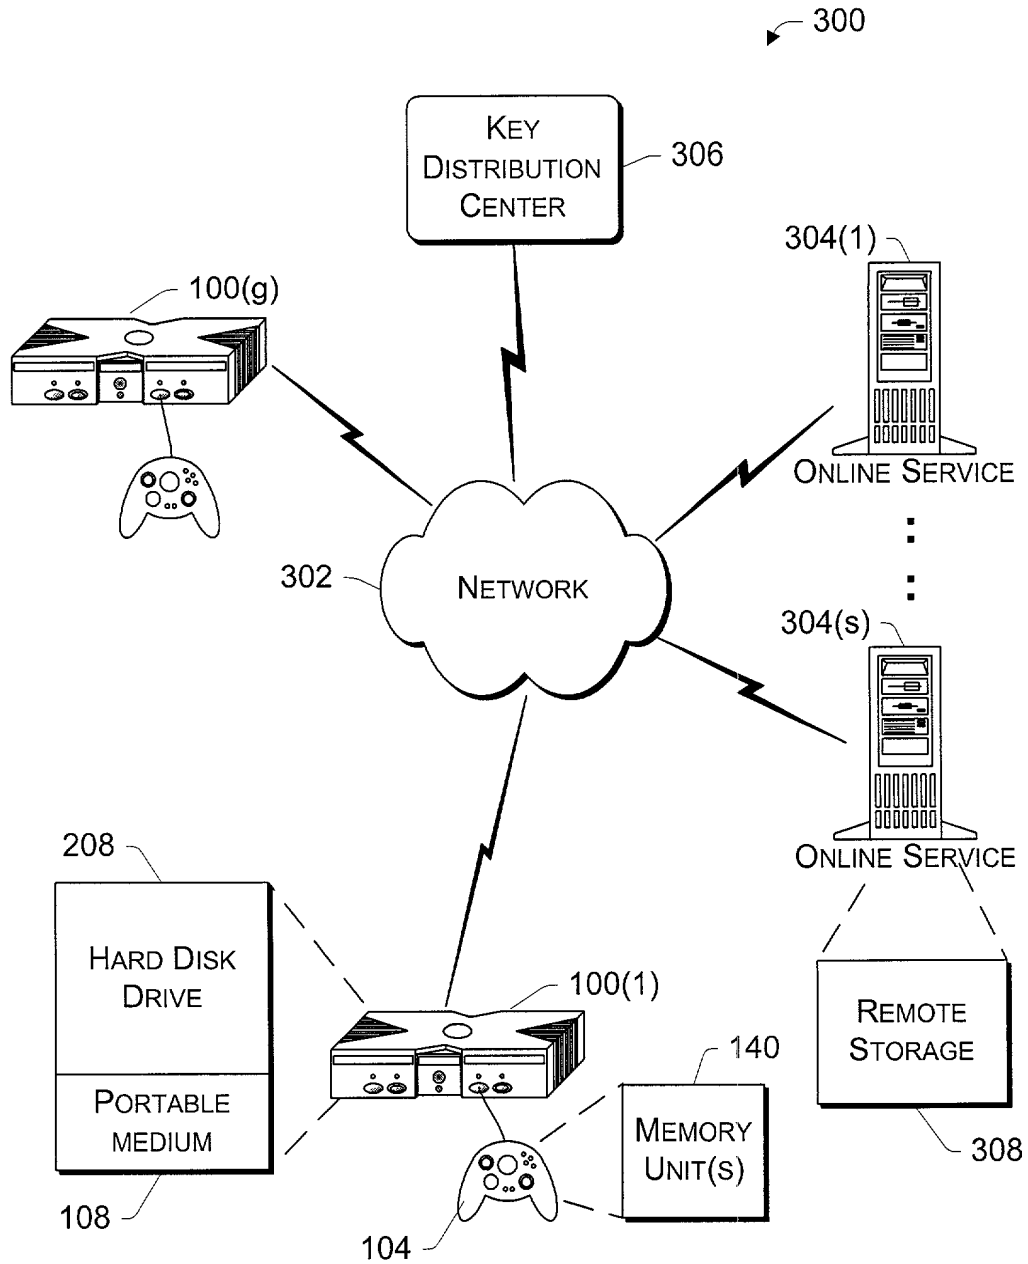 300
KEY
DISTRIBUTION
CENTER
306
304(1)
100(g)
ONLINE SERVICE
302
NETWORK
304(s)
208
ONLINE SERVICE
HARD DISK
DRIVE
100(1)
REMOTE
STORAGE
140
PORTABLE
MEDIUM
MEMORY
UNIT(S)
308
108
104